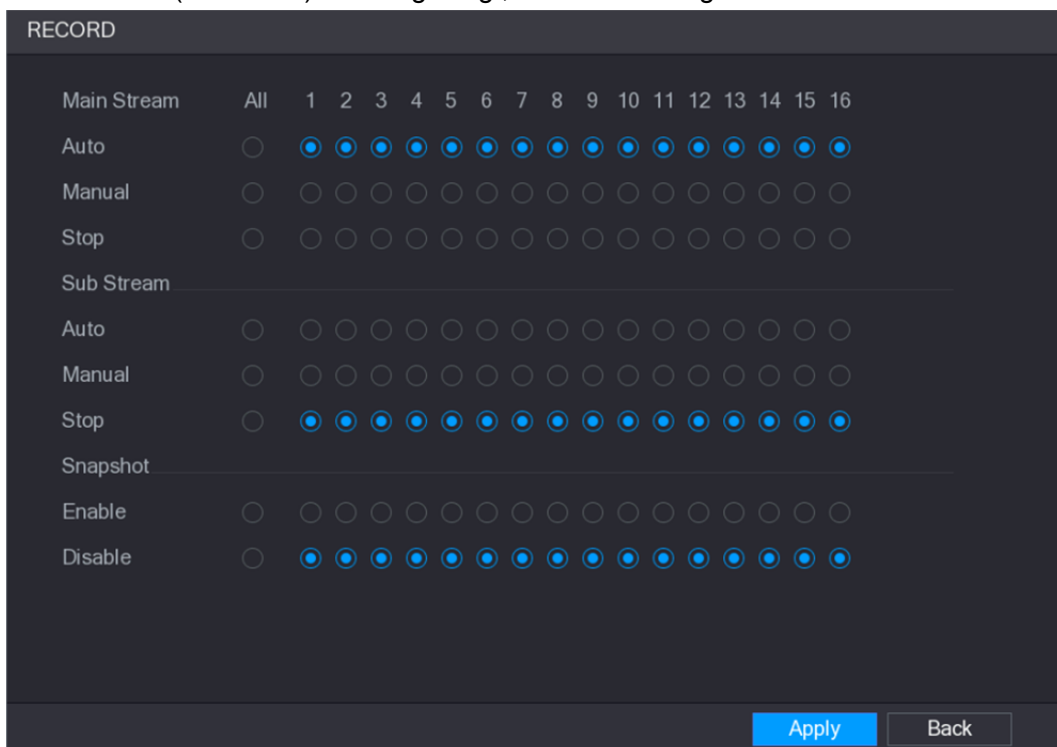 RECORD
Main Stream All 1 2 3 4 5 6 7 8 9 10 11 12 13 14 15 16
Auto
Manual
Stop
Sub Stream
Auto
Manual
Stop
Snapshot
Enable
Disable
Apply Back